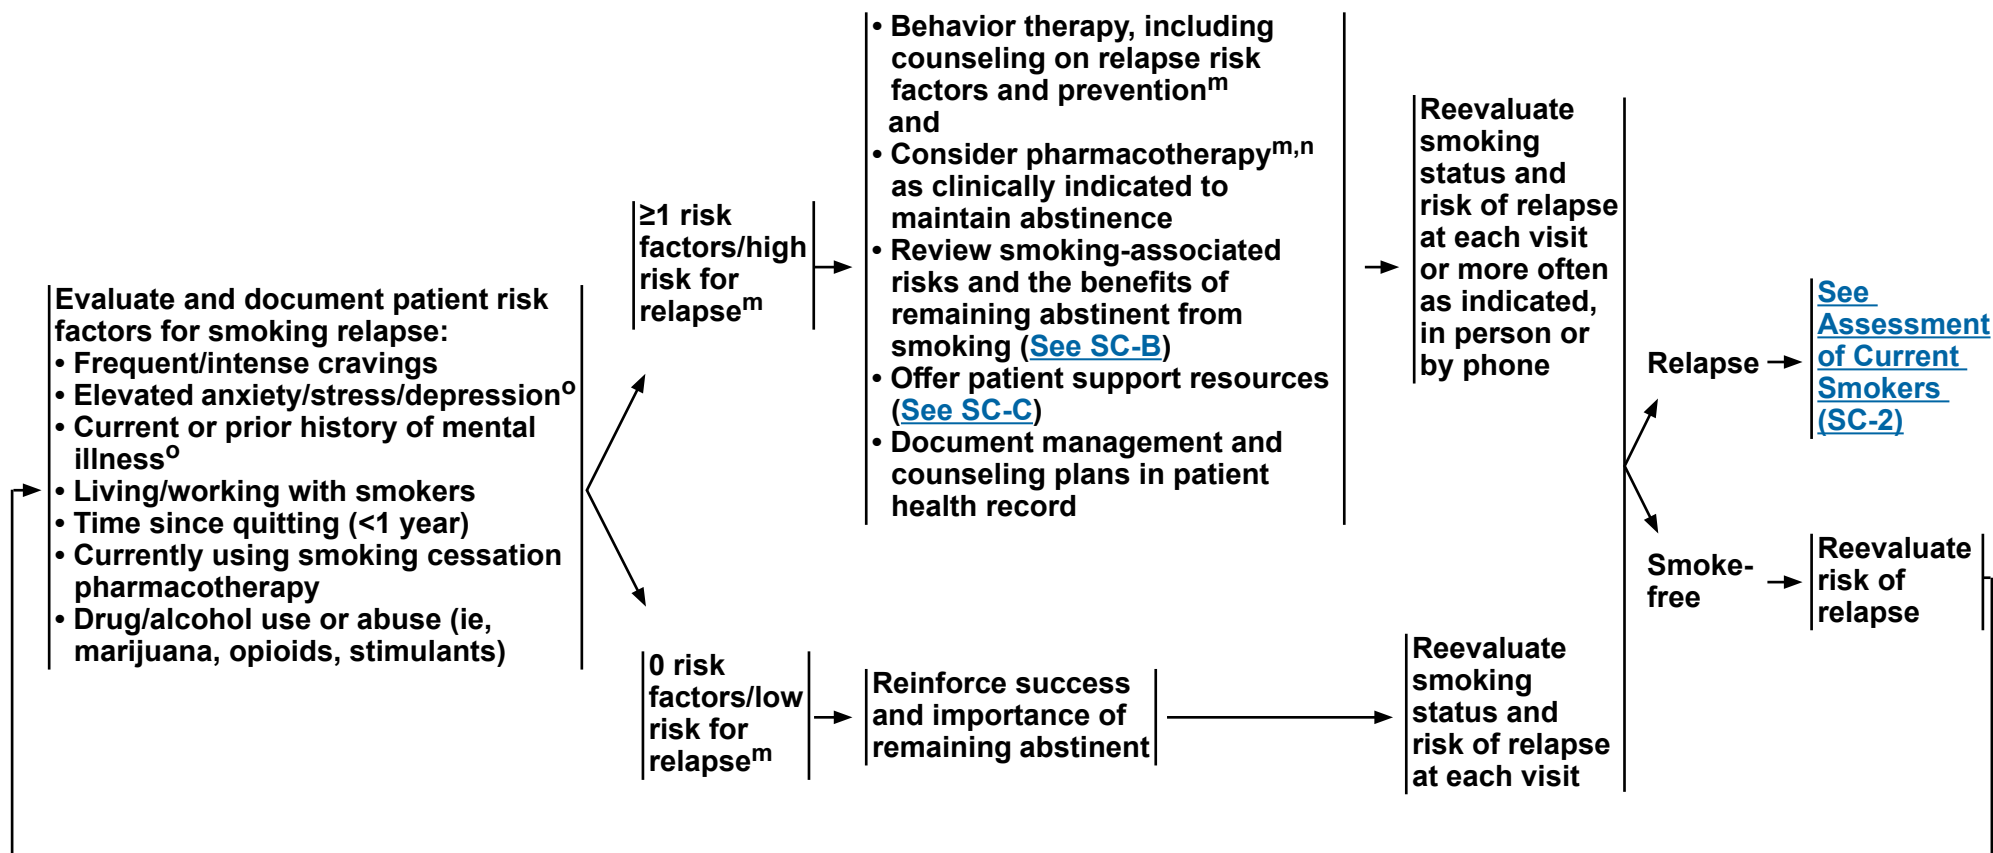 Evaluate and document patient risk
factors for smoking relapse:
• Frequent/intense cravings
• Elevated anxiety/stress/depressionᵒ
• Current or prior history of mental
illnessᵒ
• Living/working with smokers
• Time since quitting (<1 year)
• Currently using smoking cessation
pharmacotherapy
• Drug/alcohol use or abuse (ie,
marijuana, opioids, stimulants)
≥1 risk
factors/high
risk for
relapseᵐ
• Behavior therapy, including
counseling on relapse risk
factors and preventionᵐ
and
• Consider pharmacotherapyᵐ,ⁿ
as clinically indicated to
maintain abstinence
• Review smoking-associated
risks and the benefits of
remaining abstinent from
smoking (See SC-B)
• Offer patient support resources
(See SC-C)
• Document management and
counseling plans in patient
health record
Reevaluate
smoking
status and
risk of relapse
at each visit
or more often
as indicated,
in person or
by phone
0 risk
factors/low
risk for
relapseᵐ
Reinforce success
and importance of
remaining abstinent
Reevaluate
smoking
status and
risk of relapse
at each visit
Relapse
See
Assessment
of Current
Smokers
(SC-2)
Smoke-
free
Reevaluate
risk of
relapse